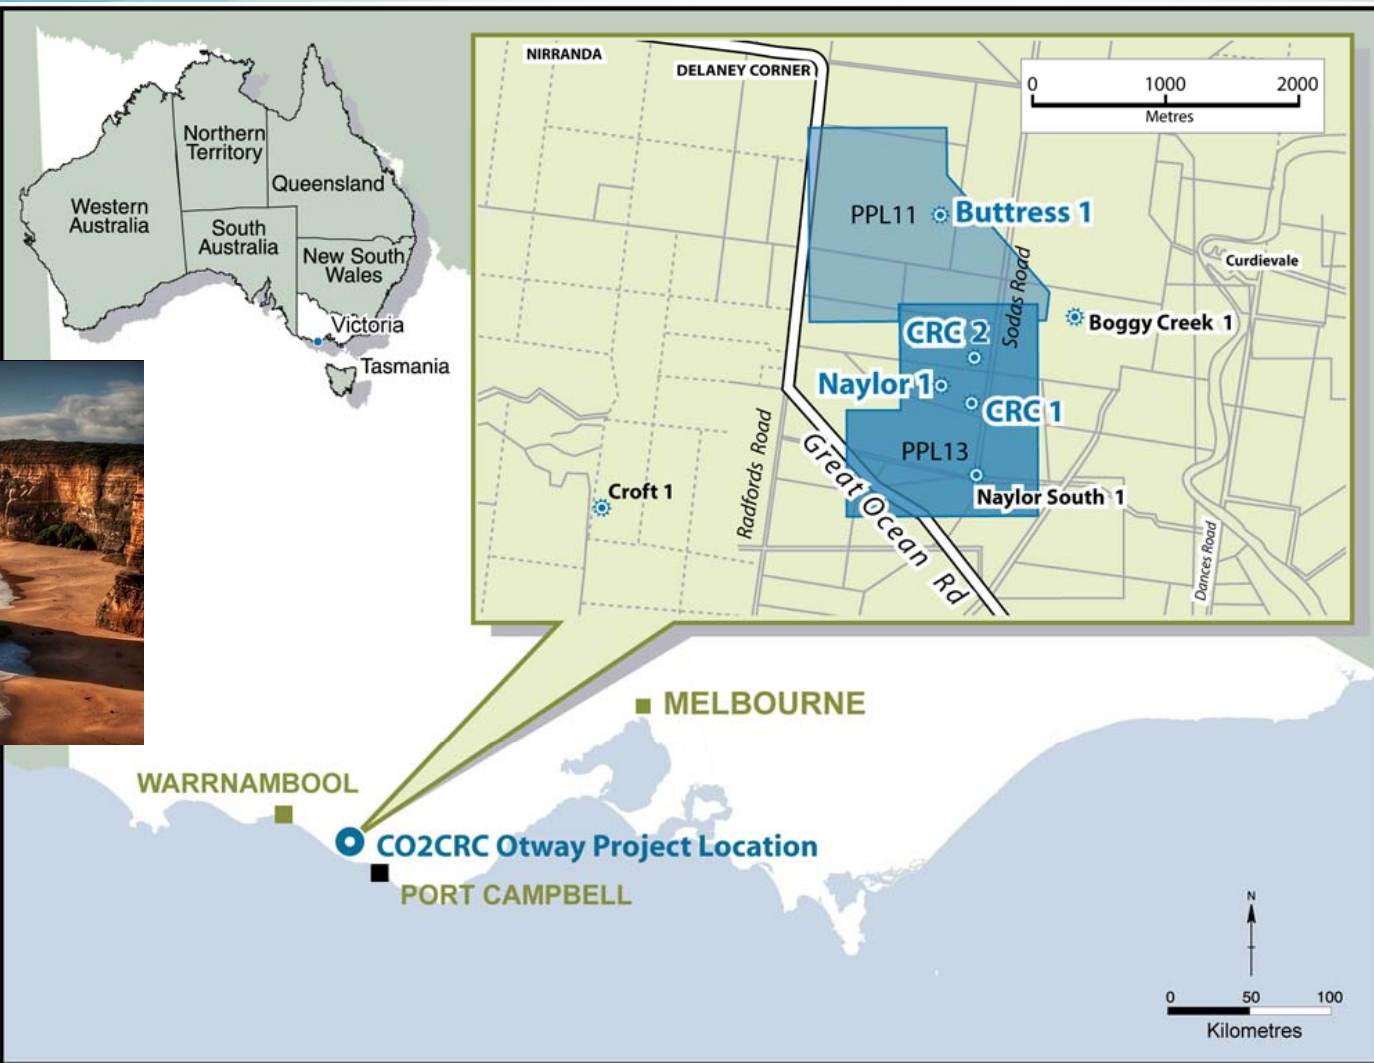 Northern
Territory
Queensland
Western
Australia
South
Australia
New South
Wales
Victoria
Tasmania
NIRRANDA
DELANEY CORNER
0 1000 2000
Metres
PPL11
Buttress 1
Sodas Road
Curdievale
Boggy Creek 1
CRC 2
Naylor 1
CRC 1
PPL13
Naylor South 1
Croft 1
Radfords Road
Great Ocean Rd
Dances Road
MELBOURNE
WARRNAMBOOL
CO2CRC Otway Project Location
PORT CAMPBELL
N
0 50 100
Kilometres